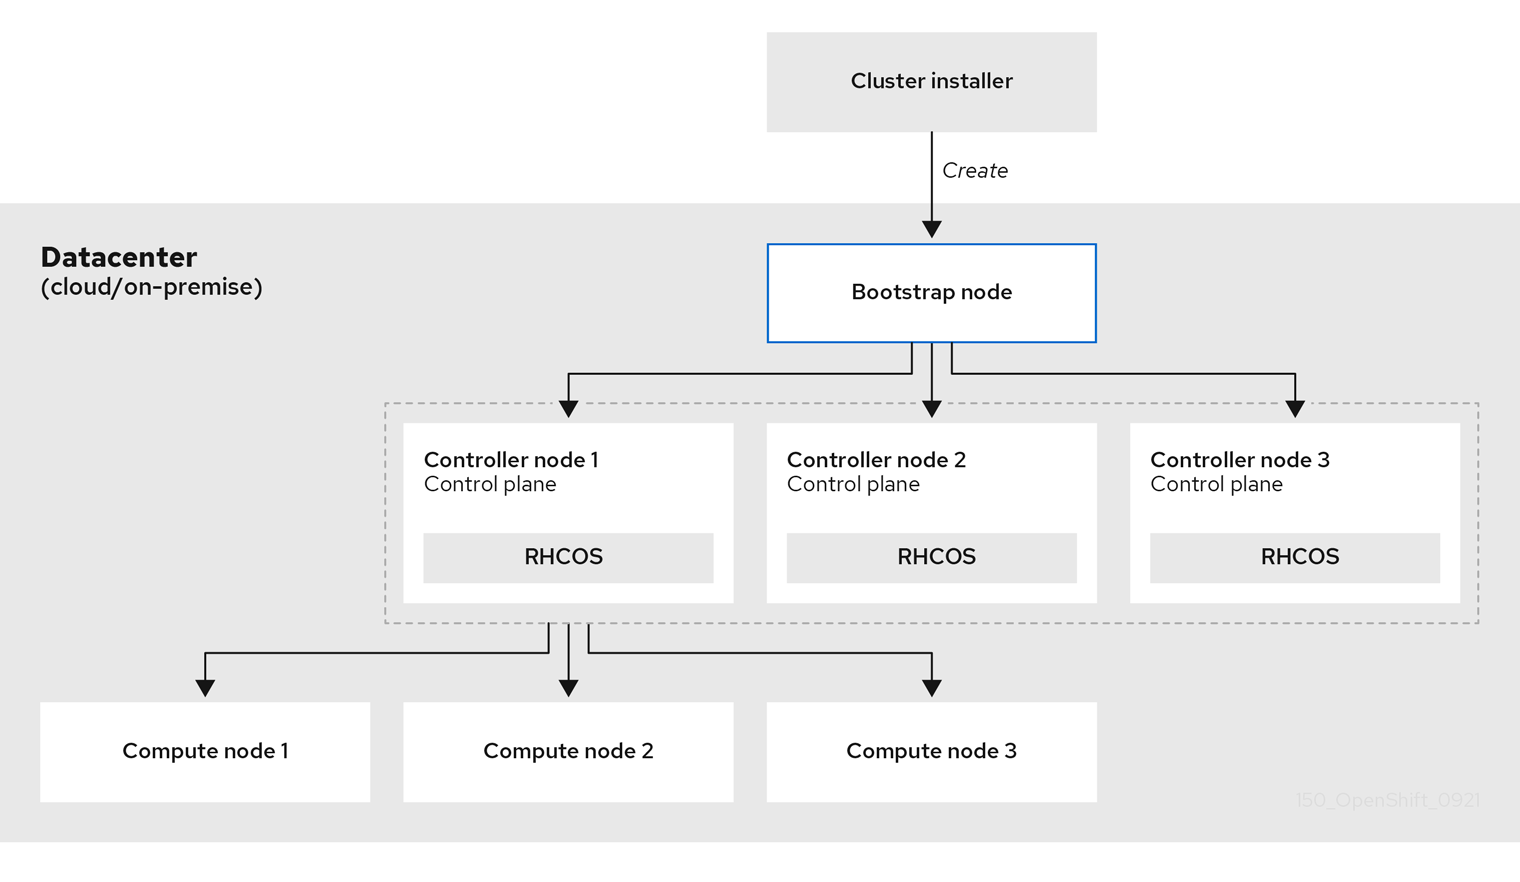 Cluster installer
Create
Datacenter
(cloud/on-premise)
Bootstrap node
Controller node 1
Control plane
RHCOS
Controller node 2
Control plane
RHCOS
Controller node 3
Control plane
RHCOS
Compute node 1
Compute node 2
Compute node 3
150_OpenShift_0921